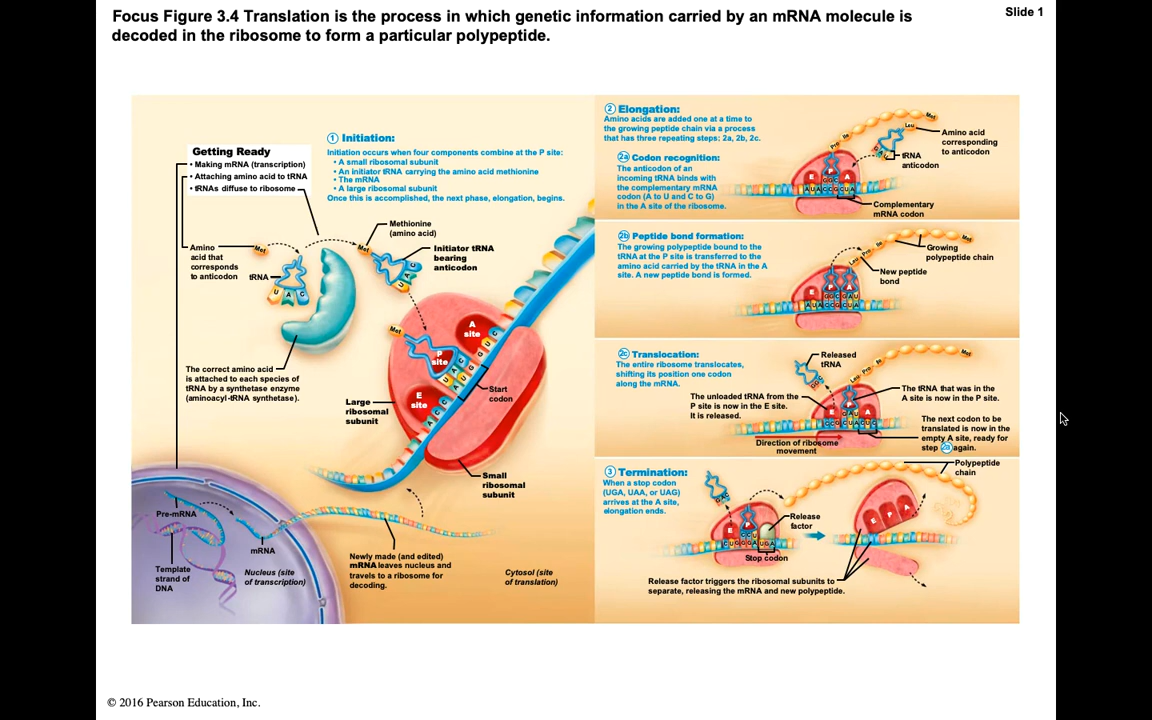 Focus Figure 3.4 Translation is the process in which genetic information carried by an mRNA molecule is
decoded in the ribosome to form a particular polypeptide.
Slide 1
Getting Ready
• Making mRNA (transcription)
• Attaching amino acid to tRNA
• tRNAs diffuse to ribosome
1 Initiation:
Initiation occurs when four components combine at the P site:
• A small ribosomal subunit
• An initiator tRNA carrying the amino acid methionine
• The mRNA
• A large ribosomal subunit
Once this is accomplished, the next phase, elongation, begins.
Methionine
(amino acid)
Amino
acid that
corresponds
to anticodon
Met
tRNA
U A C
Met
Initiator tRNA
bearing
anticodon
U A C
Met
A
site
P
site
E
site
U A C
A U G
G U C
Start
codon
The correct amino acid
is attached to each species of
tRNA by a synthetase enzyme
(aminoacyl-tRNA synthetase).
Large
ribosomal
subunit
Small
ribosomal
subunit
Pre-mRNA
mRNA
Template
strand of
DNA
Nucleus (site
of transcription)
Newly made (and edited)
mRNA leaves nucleus and
travels to a ribosome for
decoding.
Cytosol (site
of translation)
2 Elongation:
Amino acids are added one at a time to
the growing peptide chain via a process
that has three repeating steps: 2a, 2b, 2c.
2a Codon recognition:
The anticodon of an
incoming tRNA binds with
the complementary mRNA
codon (A to U and C to G)
in the A site of the ribosome.
Met
Leu
Ile
Pro
Amino acid
corresponding
to anticodon
tRNA
anticodon
E P A
G G C
A U A C C G C U A
Complementary
mRNA codon
2b Peptide bond formation:
The growing polypeptide bound to the
tRNA at the P site is transferred to the
amino acid carried by the tRNA in the A
site. A new peptide bond is formed.
Met
Ile
Pro
Leu
Growing
polypeptide chain
New peptide
bond
E P A
G G C G A U
A U A C C G C U A
2c Translocation:
The entire ribosome translocates,
shifting its position one codon
along the mRNA.
Released
tRNA
Met
Ile
Pro
Leu
The unloaded tRNA from the
P site is now in the E site.
It is released.
The tRNA that was in the
A site is now in the P site.
E P A
G A U
C C G C U A C U C
Direction of ribosome
movement
The next codon to be
translated is now in the
empty A site, ready for
step 2a again.
3 Termination:
When a stop codon
(UGA, UAA, or UAG)
arrives at the A site,
elongation ends.
Polypeptide
chain
E P
Release
factor
C U G G G A U G A
Stop codon
E P A
Release factor triggers the ribosomal subunits to
separate, releasing the mRNA and new polypeptide.
© 2016 Pearson Education, Inc.